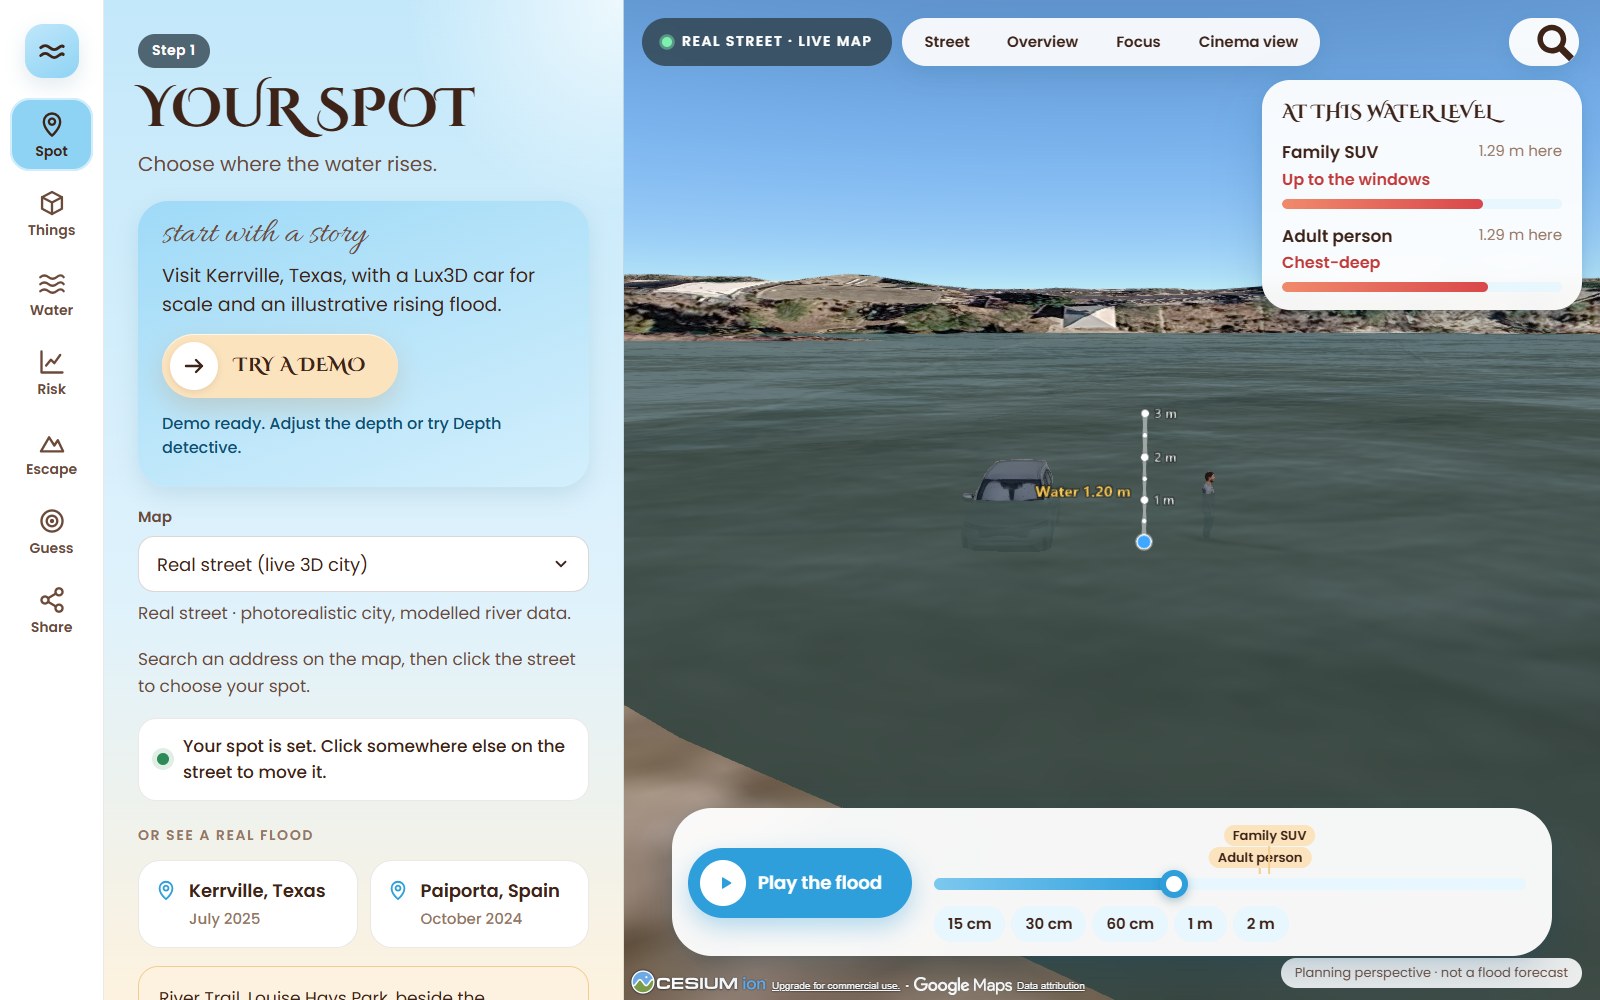 Spot
Things
Water
Risk
Escape
Guess
Share
Step 1
YOUR SPOT
Choose where the water rises.
start with a story
Visit Kerrville, Texas, with a Lux3D car for
scale and an illustrative rising flood.
TRY A DEMO
Demo ready. Adjust the depth or try Depth
detective.
Map
Real street (live 3D city)
Real street · photorealistic city, modelled river data.
Search an address on the map, then click the street
to choose your spot.
Your spot is set. Click somewhere else on the
street to move it.
OR SEE A REAL FLOOD
Kerrville, Texas
July 2025
Paiporta, Spain
October 2024
River Trail, Louise Hays Park, beside the
REAL STREET · LIVE MAP
Street
Overview
Focus
Cinema view
AT THIS WATER LEVEL
Family SUV
1.29 m here
Up to the windows
Adult person
1.29 m here
Chest-deep
3 m
2 m
Water 1.20 m
1 m
Family SUV
Adult person
Play the flood
15 cm
30 cm
60 cm
1 m
2 m
Planning perspective · not a flood forecast
CESIUM ion
Upgrade for commercial use.
·
Google Maps
Data attribution